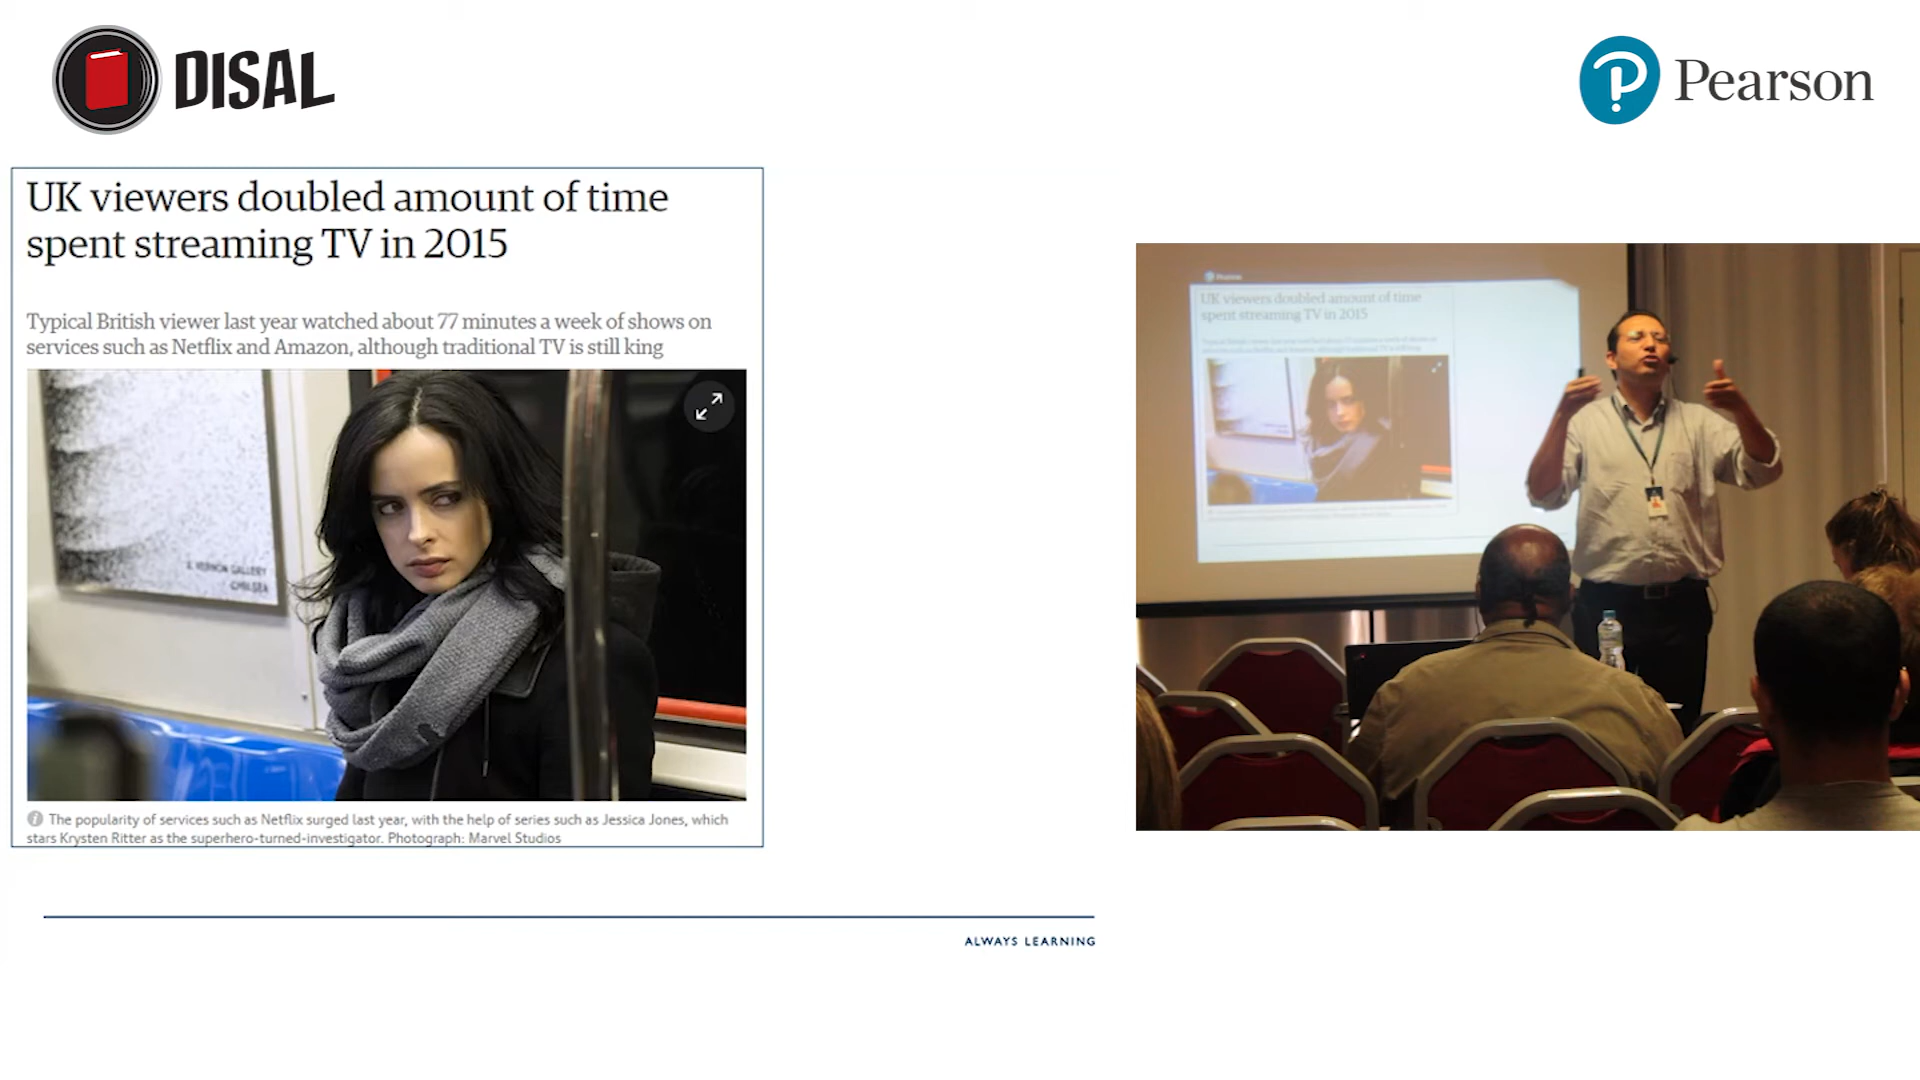 DISAL
Pearson
UK viewers doubled amount of time
spent streaming TV in 2015
Typical British viewer last year watched about 77 minutes a week of shows on
services such as Netflix and Amazon, although traditional TV is still king
E. VERNON GALLERY
CHELSEA
The popularity of services such as Netflix surged last year, with the help of series such as Jessica Jones, which
stars Krysten Ritter as the superhero-turned-investigator. Photograph: Marvel Studios
ALWAYS LEARNING
Pearson
UK viewers doubled amount of time
spent streaming TV in 2015